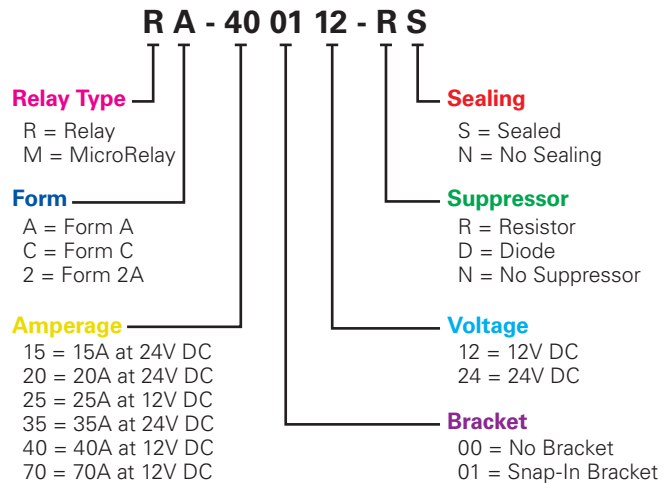 R A - 40 01 12 - R S
Relay Type
R = Relay
M = MicroRelay
Form
A = Form A
C = Form C
2 = Form 2A
Amperage
15 = 15A at 24V DC
20 = 20A at 24V DC
25 = 25A at 12V DC
35 = 35A at 24V DC
40 = 40A at 12V DC
70 = 70A at 12V DC
Sealing
S = Sealed
N = No Sealing
Suppressor
R = Resistor
D = Diode
N = No Suppressor
Voltage
12 = 12V DC
24 = 24V DC
Bracket
00 = No Bracket
01 = Snap-In Bracket